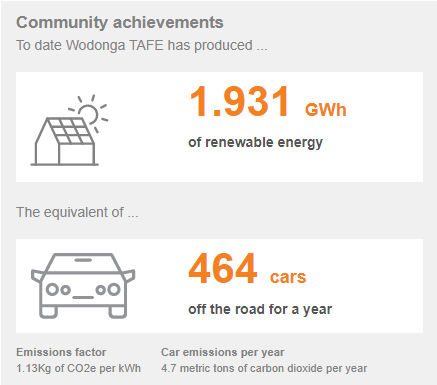 Community achievements
To date Wodonga TAFE has produced ...
1.931 GWh
of renewable energy
The equivalent of ...
464 cars
off the road for a year
Emissions factor
1.13Kg of CO2e per kWh
Car emissions per year
4.7 metric tons of carbon dioxide per year